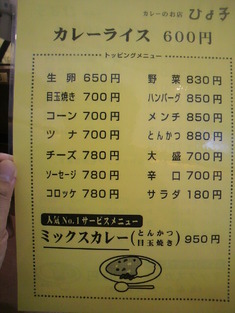 カレーのお店 ひよ子
カレーライス 600円
トッピングメニュー
生卵 650円 野菜 830円
目玉焼き 700円 ハンバーグ 850円
コーン 700円 メンチ 850円
ツナ 700円 とんかつ 880円
チーズ 780円 大盛 700円
ソーセージ 780円 辛口 700円
コロッケ 780円 サラダ 180円
人気No.1サービスメニュー
ミックスカレー(とんかつ 目玉焼き) 950円